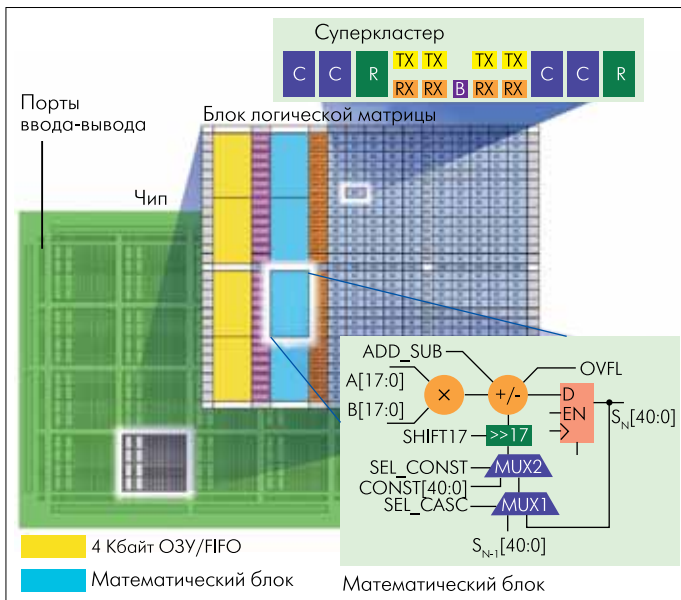 Суперкластер
C C R TX TX TX TX C C R
RX RX B RX RX
Порты
ввода-вывода
Блок логической матрицы
Чип
ADD_SUB
OVFL
A[17:0]
B[17:0]
× +/- D
EN
S_N[40:0]
SHIFT17 >>17
SEL_CONST MUX2
CONST[40:0]
SEL_CASC MUX1
S_N-1[40:0]
4 Кбайт ОЗУ/FIFO
Математический блок
Математический блок